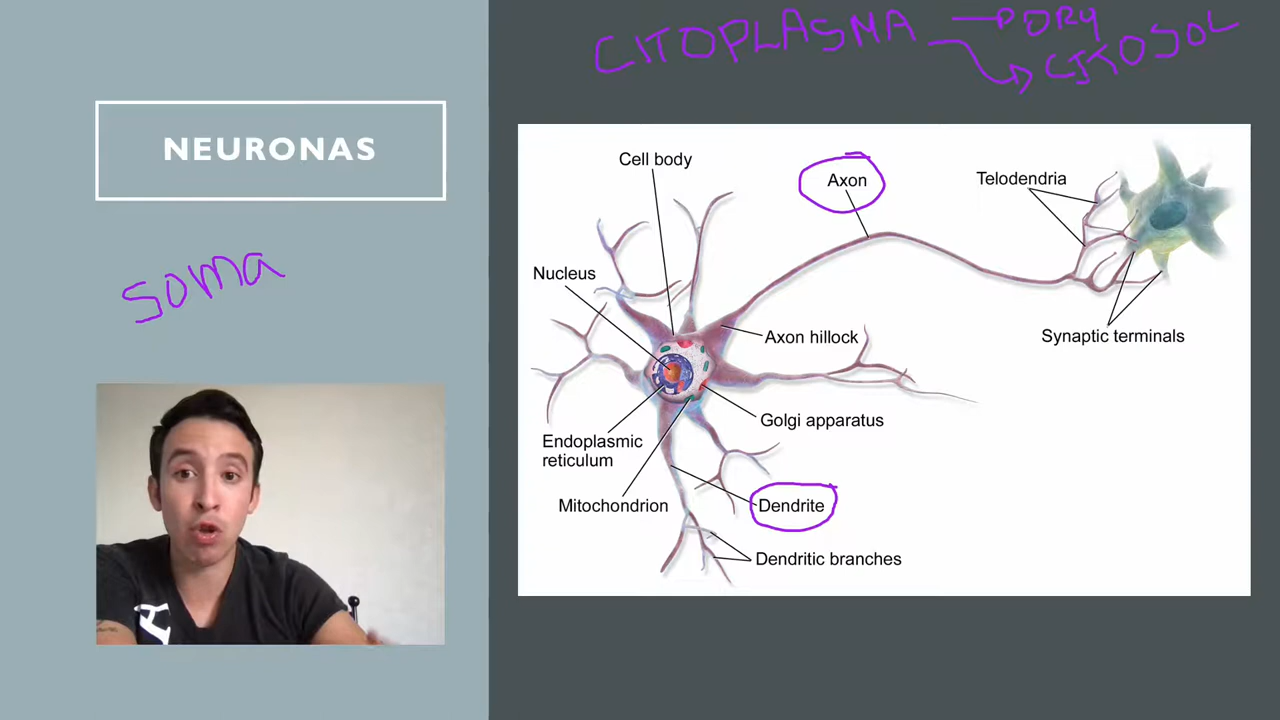 CITOPLASMA
CITOSOL
NEURONAS
soma
Cell body
Axon
Telodendria
Nucleus
Axon hillock
Synaptic terminals
Golgi apparatus
Endoplasmic
reticulum
Mitochondrion
Dendrite
Dendritic branches